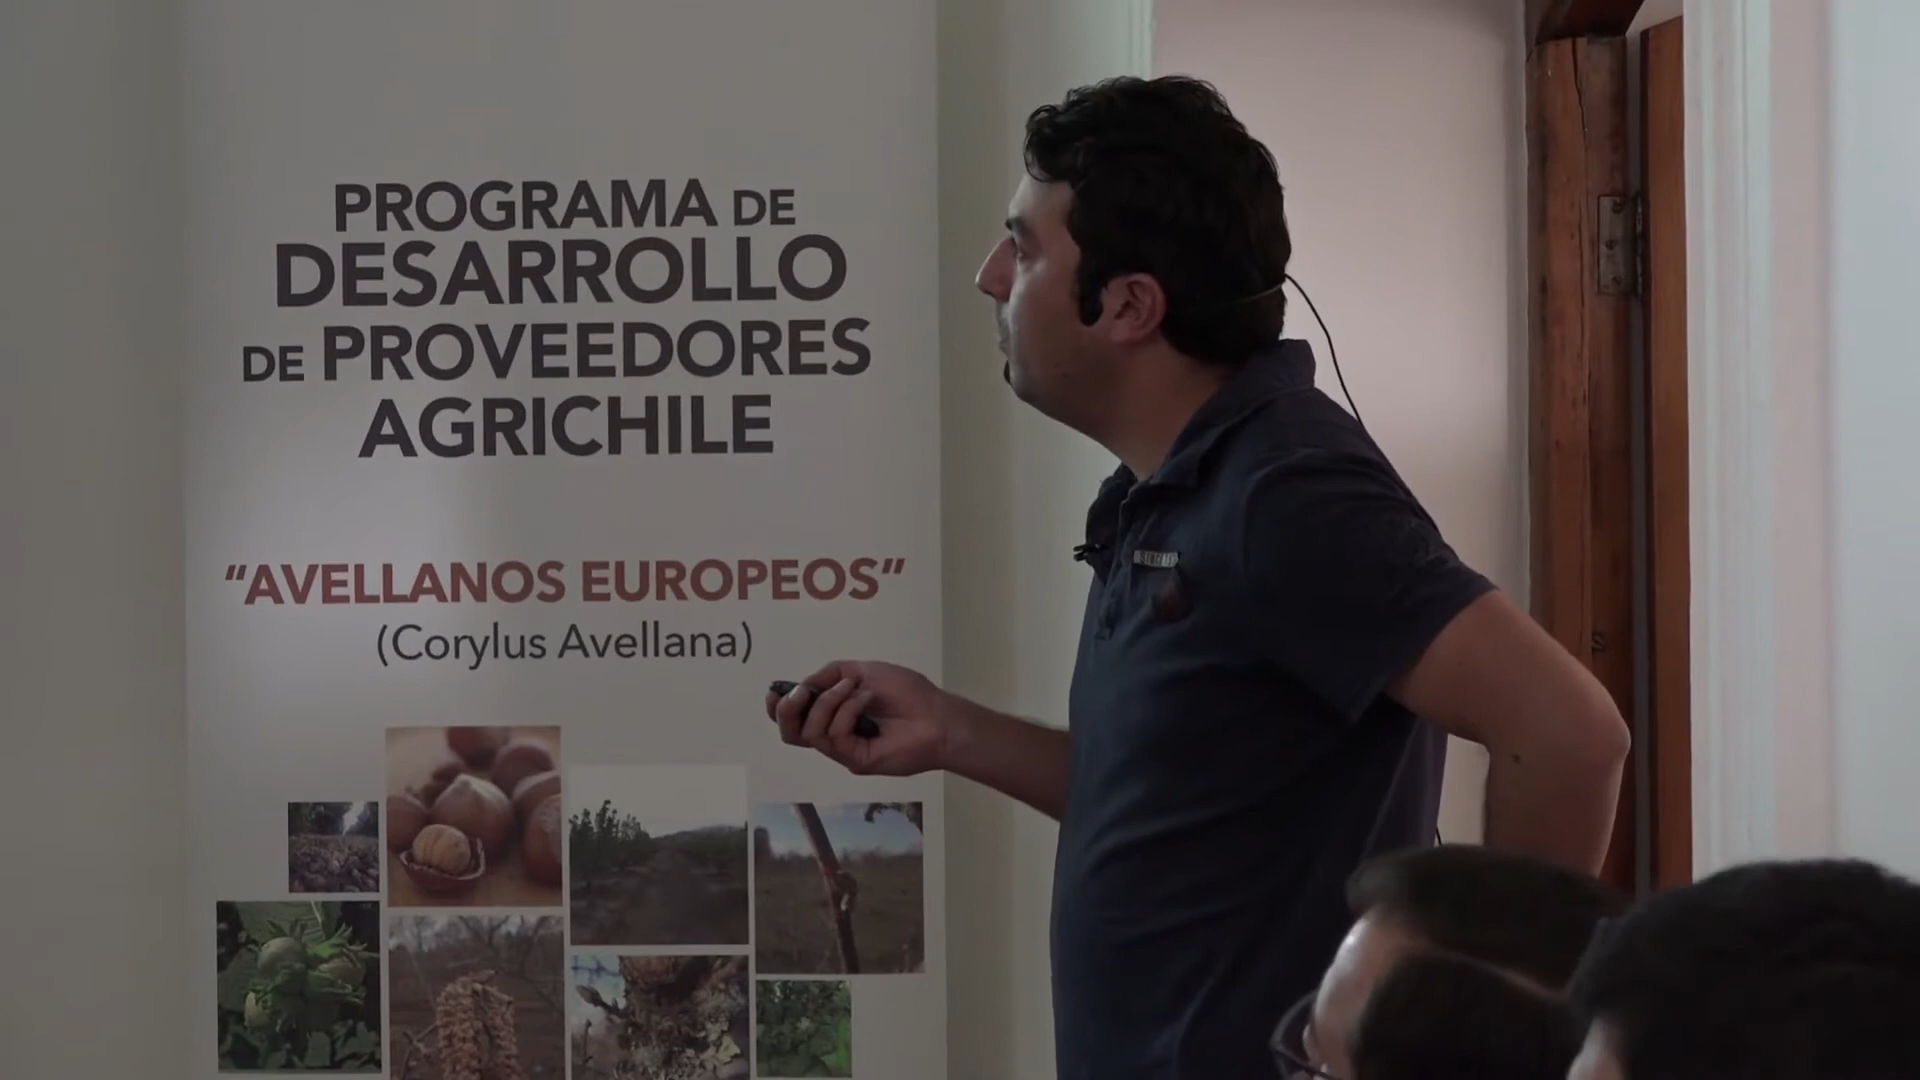 PROGRAMA DE
DESARROLLO
DE PROVEEDORES
AGRICHILE
“AVELLANOS EUROPEOS”
(Corylus Avellana)